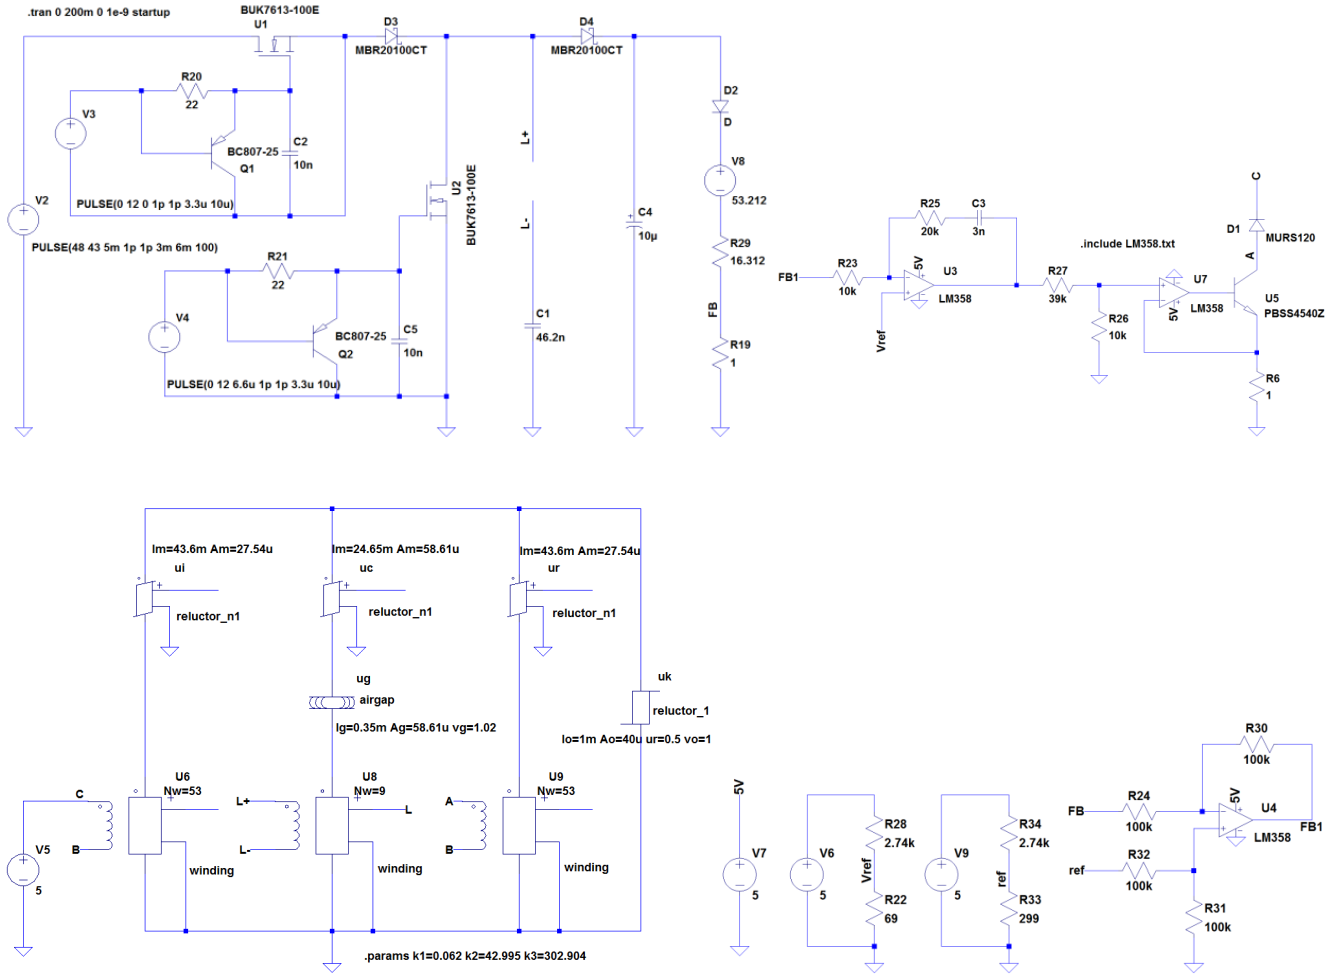 .tran 0 200m 0 1e-9 startup
BUK7613-100E
U1
D3
MBR20100CT
D4
MBR20100CT
R20
22
V3
C2
10n
BC807-25
Q1
PULSE(0 12 0 1p 1p 3.3u 10u)
V2
PULSE(48 43 5m 1p 1p 3m 6m 100)
U2
BUK7613-100E
R21
22
V4
BC807-25
Q2
C5
10n
PULSE(0 12 6.6u 1p 1p 3.3u 10u)
L+
L-
C1
46.2n
C4
10µ
D2
D
V8
53.212
R29
16.312
FB
R19
1
R25
20k
C3
3n
FB1
R23
10k
5V
U3
LM358
Vref
R27
39k
R26
10k
.include LM358.txt
U7
LM358
5V
C
D1
MURS120
A
U5
PBSS4540Z
R6
1
lm=43.6m Am=27.54u
ui
reluctor_n1
lm=24.65m Am=58.61u
uc
reluctor_n1
lm=43.6m Am=27.54u
ur
reluctor_n1
ug
airgap
lg=0.35m Ag=58.61u vg=1.02
uk
reluctor_1
lo=1m Ao=40u ur=0.5 vo=1
U6
Nw=53
C
B
V5
5
winding
U8
Nw=9
L+
L-
L
winding
U9
Nw=53
A
B
winding
.params k1=0.062 k2=42.995 k3=302.904
5V
V7
5
V6
5
R28
2.74k
Vref
R22
69
V9
5
R34
2.74k
ref
R33
299
R30
100k
FB
R24
100k
5V
U4
LM358
FB1
ref
R32
100k
R31
100k